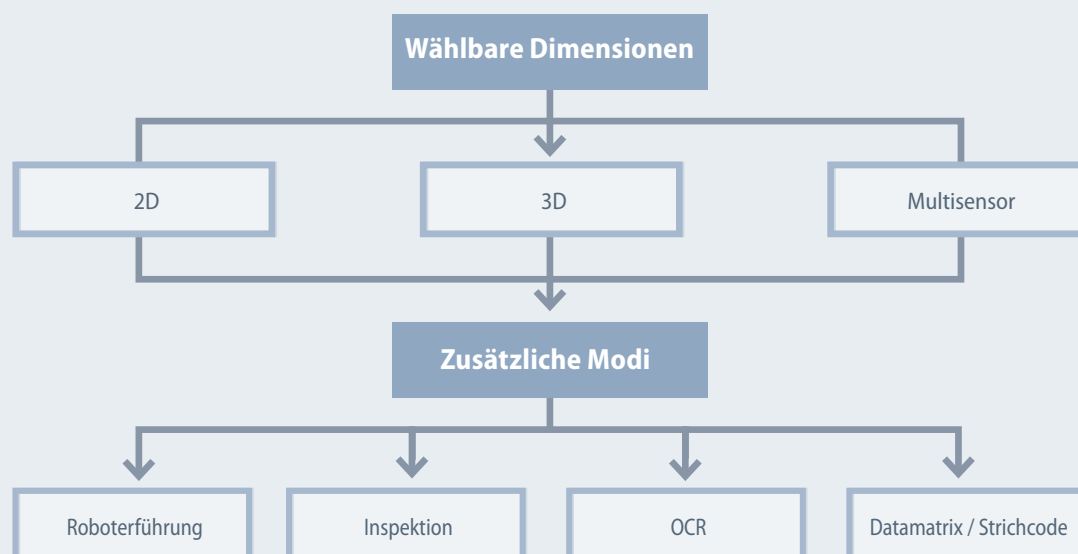 Wählbare Dimensionen
2D
3D
Multisensor
Zusätzliche Modi
Roboterführung
Inspektion
OCR
Datamatrix / Strichcode